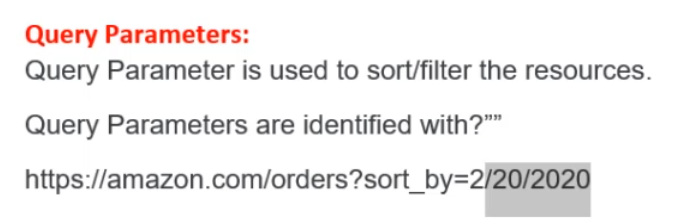 Query Parameters:
Query Parameter is used to sort/filter the resources.
Query Parameters are identified with?””
https://amazon.com/orders?sort_by=2/20/2020